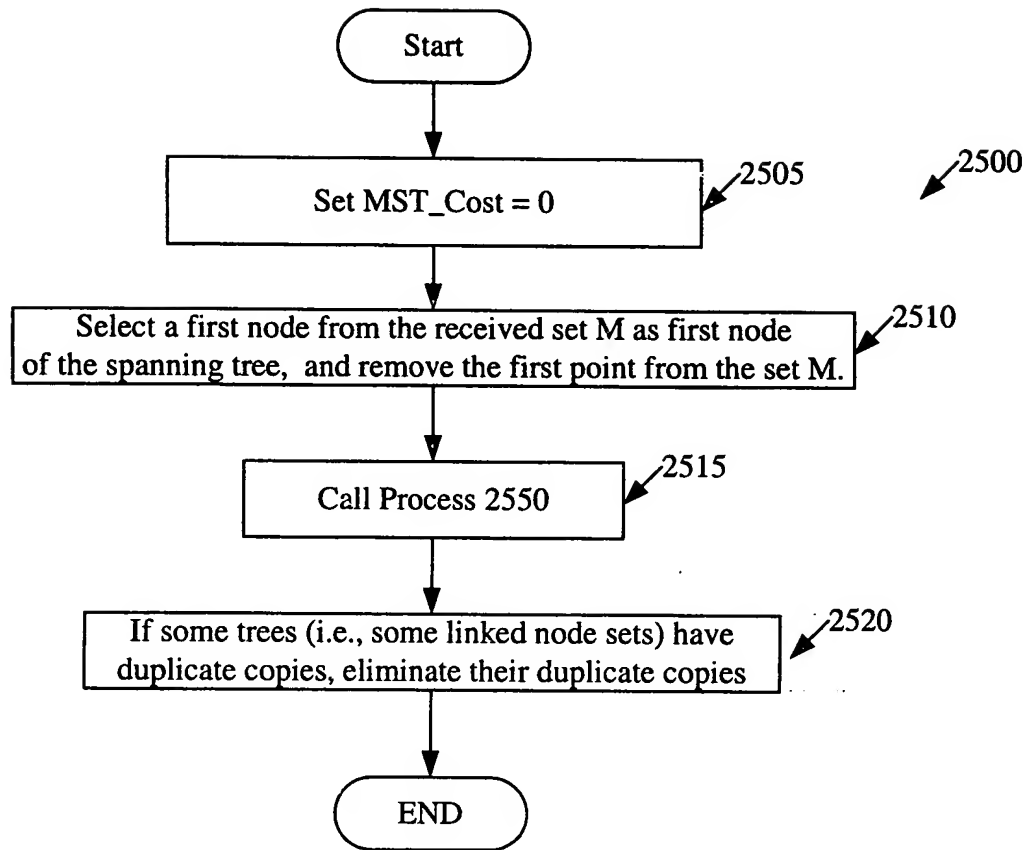 Start
2500
2505
Set MST_Cost = 0
2510
Select a first node from the received set M as first node
of the spanning tree, and remove the first point from the set M.
2515
Call Process 2550
2520
If some trees (i.e., some linked node sets) have
duplicate copies, eliminate their duplicate copies
END